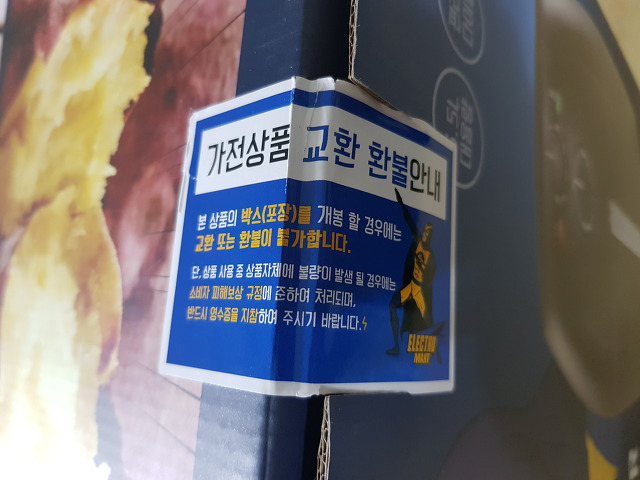 가전상품 교환 환불안내
본 상품의 박스(포장)를 개봉 할 경우에는
교환 또는 환불이 불가합니다.
단, 상품 사용 중 상품자체에 불량이 발생 될 경우에는
소비자 피해보상 규정에 준하여 처리되며,
반드시 영수증을 지참하여 주시기 바랍니다.
ELECTRO
MART